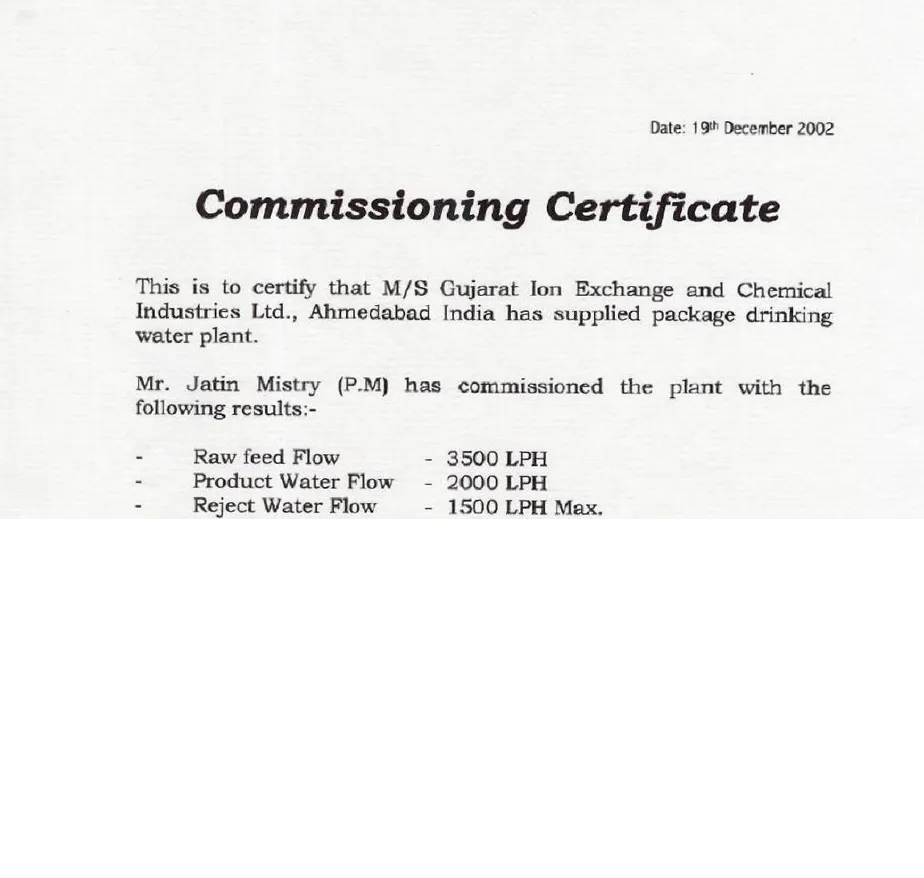 Date: 19th December 2002
Commissioning Certificate
This is to certify that M/S Gujarat Ion Exchange and Chemical
Industries Ltd., Ahmedabad India has supplied package drinking
water plant.
Mr. Jatin Mistry (P.M) has commissioned the plant with the
following results:-
- Raw feed Flow - 3500 LPH
- Product Water Flow - 2000 LPH
- Reject Water Flow - 1500 LPH Max.